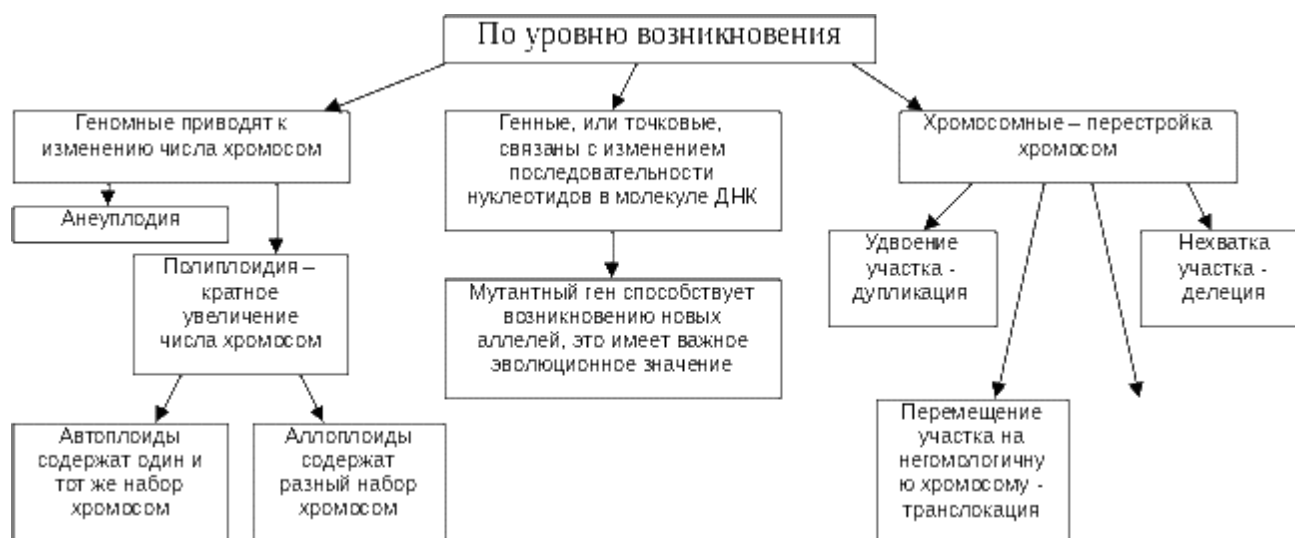 По уровню возникновения
Геномные приводят к
изменению числа хромосом
Генные, или точковые,
связаны с изменением
последовательности
нуклеотидов в молекуле ДНК
Хромосомные – перестройка
хромосом
Анеуплодия
Полиплоидия –
кратное
увеличение
числа хромосом
Мутантный ген способствует
возникновению новых
аллелей, это имеет важное
эволюционное значение
Удвоение
участка -
дупликация
Нехватка
участка -
делеция
Автоплоиды
содержат один и
тот же набор
хромосом
Аллоплоиды
содержат
разный набор
хромосом
Перемещение
участка на
негомологичну
ю хромосому -
транслокация